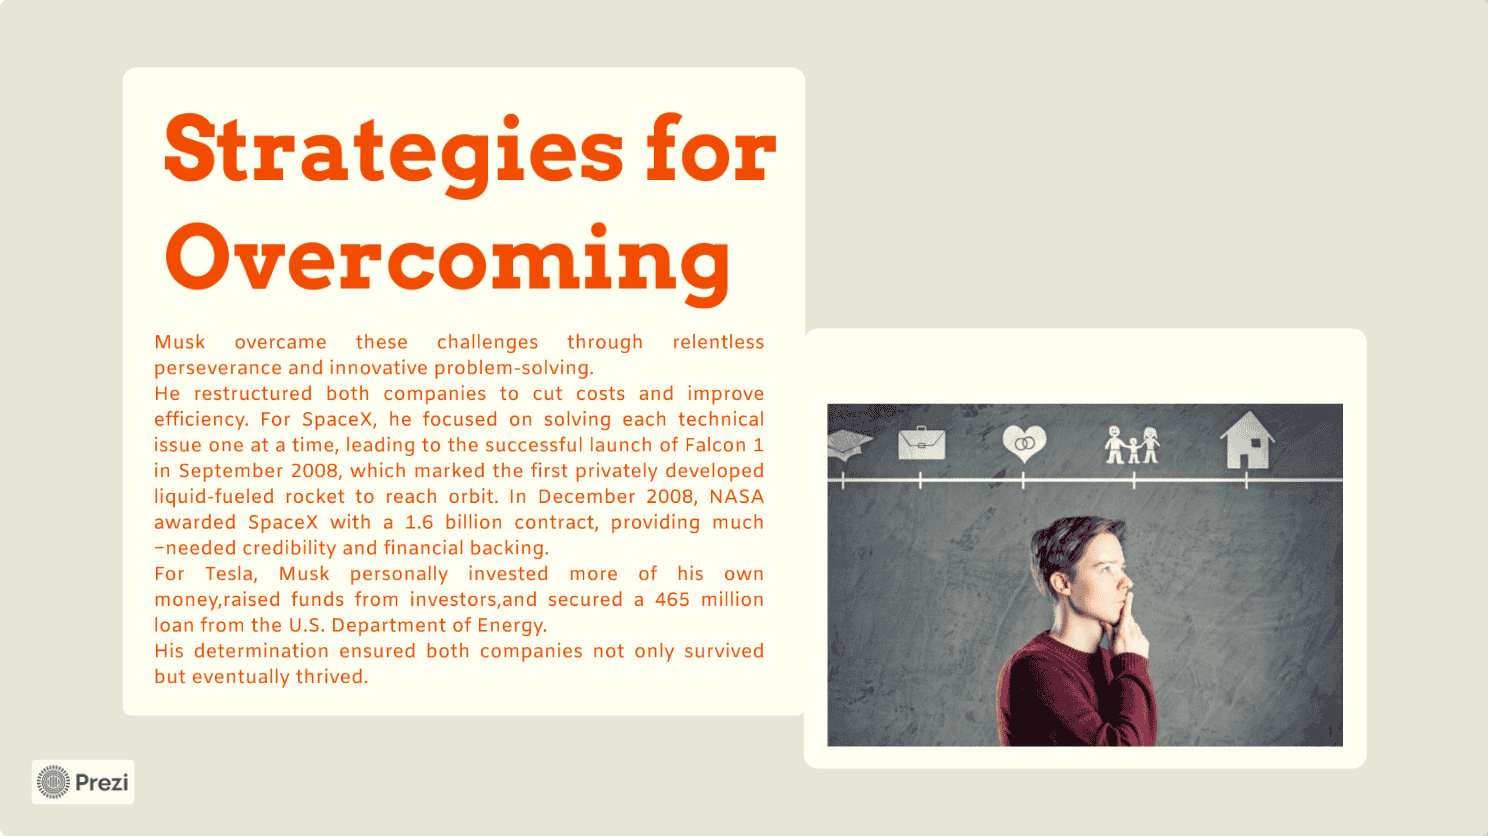 Strategies for
Overcoming
Musk overcame these challenges through relentless
perseverance and innovative problem-solving.
He restructured both companies to cut costs and improve
efficiency. For SpaceX, he focused on solving each technical
issue one at a time, leading to the successful launch of Falcon 1
in September 2008, which marked the first privately developed
liquid-fueled rocket to reach orbit. In December 2008, NASA
awarded SpaceX with a 1.6 billion contract, providing much
–needed credibility and financial backing.
For Tesla, Musk personally invested more of his own
money,raised funds from investors,and secured a 465 million
loan from the U.S. Department of Energy.
His determination ensured both companies not only survived
but eventually thrived.
Prezi